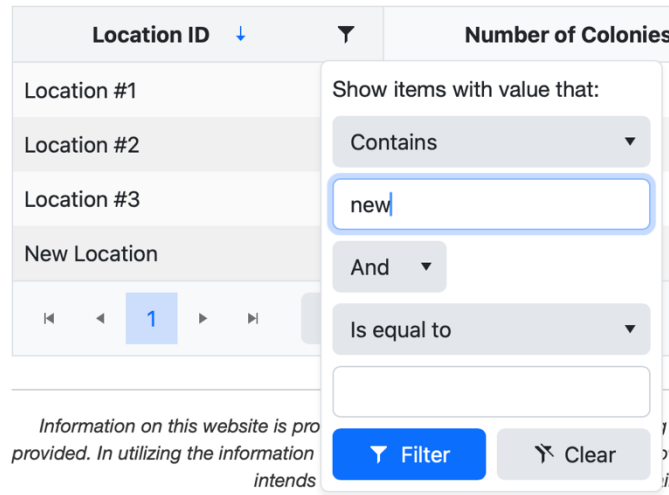 Location ID
Number of Colonies
Location #1
Location #2
Location #3
New Location
1
Show items with value that:
Contains
new
And
Is equal to
Filter
Clear
Information on this website is pro
provided. In utilizing the information
intends